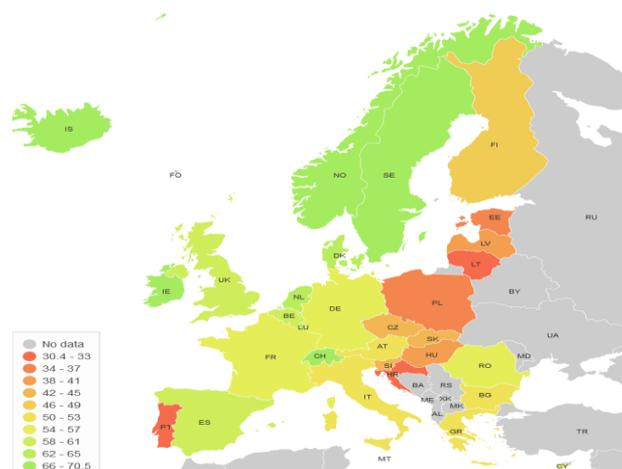 IS
FI
FO
NO
SE
EE
RU
LV
DK
LT
IE
UK
NL
BY
DE
PL
BE
LU
CZ
UA
SK
FR
AT
MD
CH
HU
SI
RO
HR
BA
RS
IT
BG
ME
XK
MK
AL
PT
ES
GR
TR
MT
CY
No data
30.4 - 33
34 - 37
38 - 41
42 - 45
46 - 49
50 - 53
54 - 57
58 - 61
62 - 65
66 - 70.5